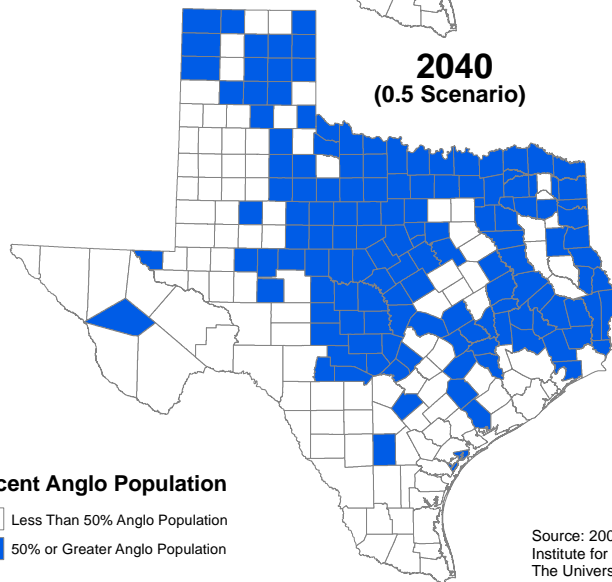 2040
(0.5 Scenario)
cent Anglo Population
Less Than 50% Anglo Population
50% or Greater Anglo Population
Source: 200
Institute for
The Univers